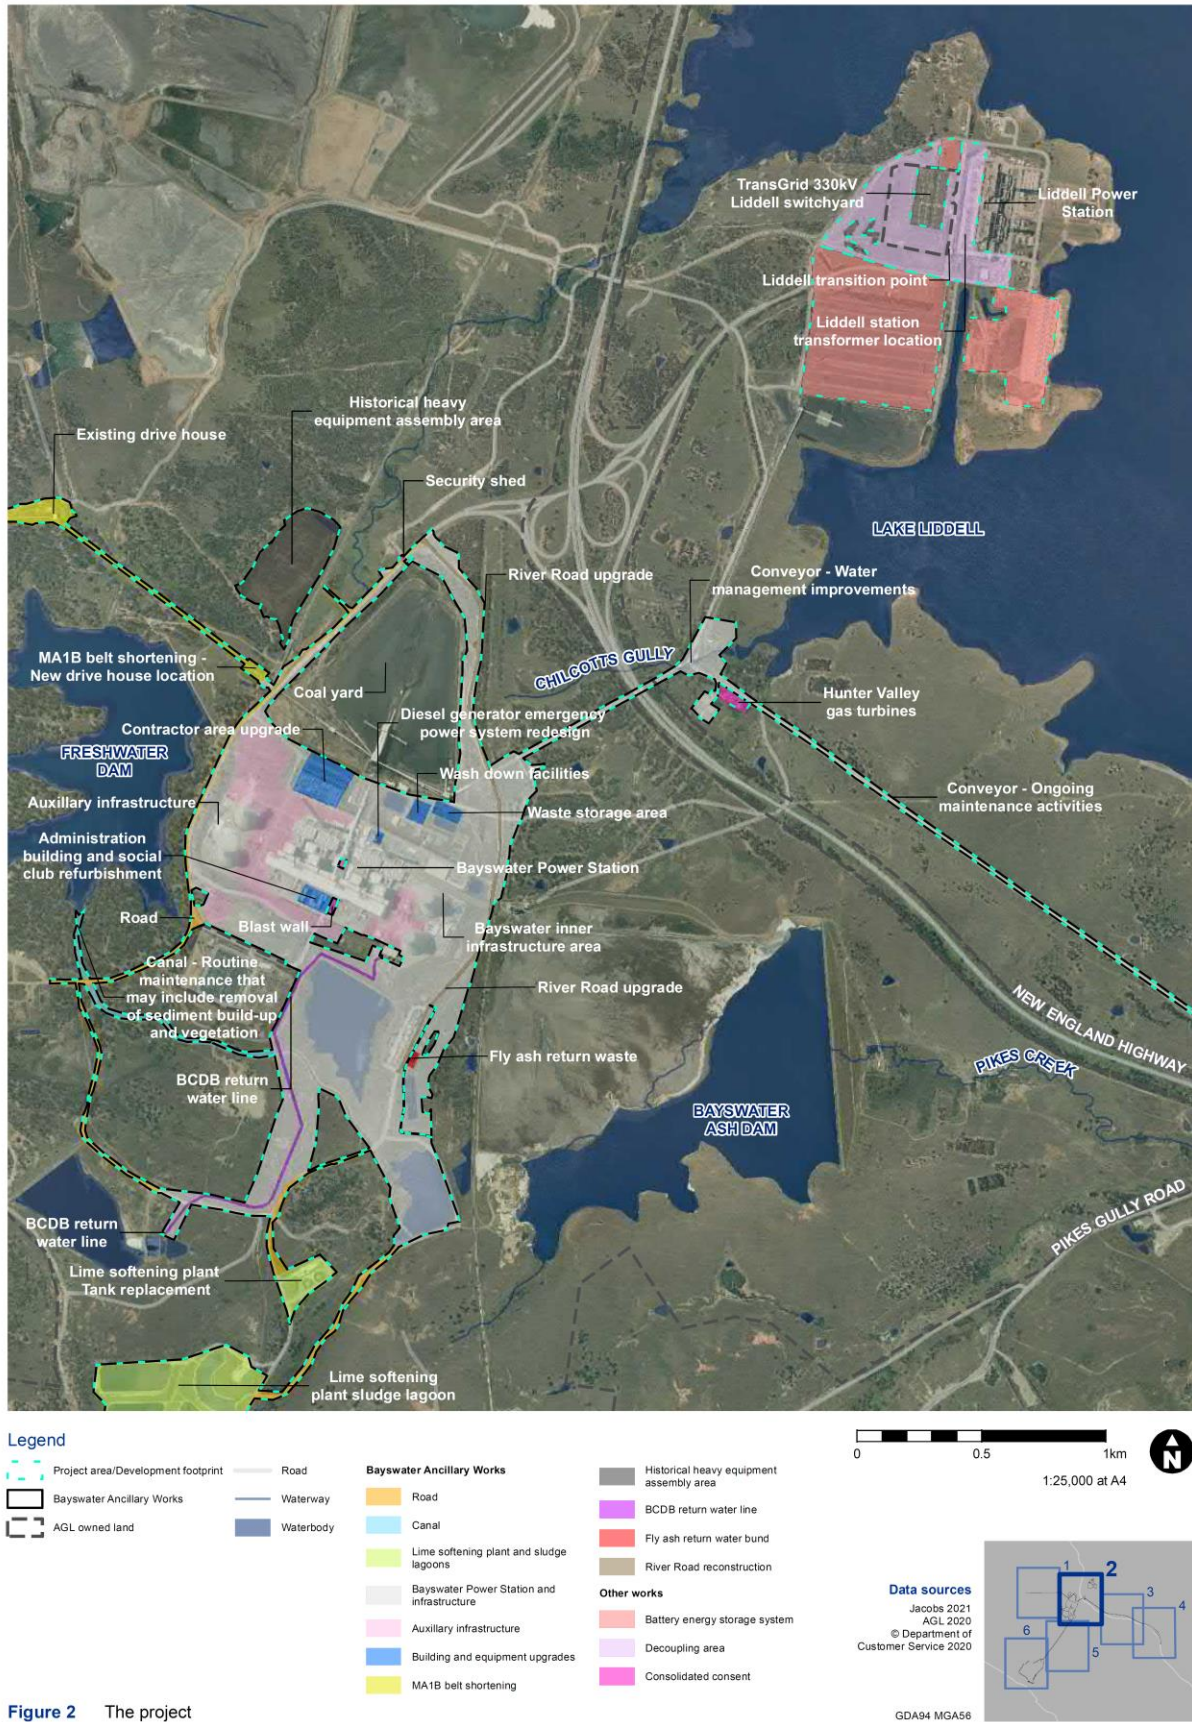 TransGrid 330kV
Liddell switchyard
Liddell Power
Station
Liddell transition point
Liddell station
transformer location
Historical heavy
equipment assembly area
Existing drive house
Security shed
LAKE LIDDELL
River Road upgrade
Conveyor - Water
management improvements
CHILCOTTS GULLY
MA1B belt shortening -
New drive house location
Coal yard
Hunter Valley
gas turbines
Diesel generator emergency
power system redesign
Contractor area upgrade
FRESHWATER
DAM
Wash down facilities
Conveyor - Ongoing
maintenance activities
Auxillary infrastructure
Waste storage area
Administration
building and social
club refurbishment
Bayswater Power Station
Road
Blast wall
Bayswater inner
infrastructure area
Canal - Routine
maintenance that
may include removal
of sediment build-up
and vegetation
River Road upgrade
NEW ENGLAND HIGHWAY
Fly ash return waste
PIKES CREEK
BCDB return
water line
BAYSWATER
ASH DAM
PIKES GULLY ROAD
BCDB return
water line
Lime softening plant
Tank replacement
Lime softening
plant sludge lagoon
Legend
Project area/Development footprint
Bayswater Ancillary Works
AGL owned land
Road
Waterway
Waterbody
Bayswater Ancillary Works
Road
Canal
Lime softening plant and sludge
lagoons
Bayswater Power Station and
infrastructure
Auxillary infrastructure
Building and equipment upgrades
MA1B belt shortening
Historical heavy equipment
assembly area
BCDB return water line
Fly ash return water bund
River Road reconstruction
Other works
Battery energy storage system
Decoupling area
Consolidated consent
0 0.5 1km
1:25,000 at A4
N
Data sources
Jacobs 2021
AGL 2020
© Department of
Customer Service 2020
1
2
3
4
5
6
GDA94 MGA56
Figure 2 The project